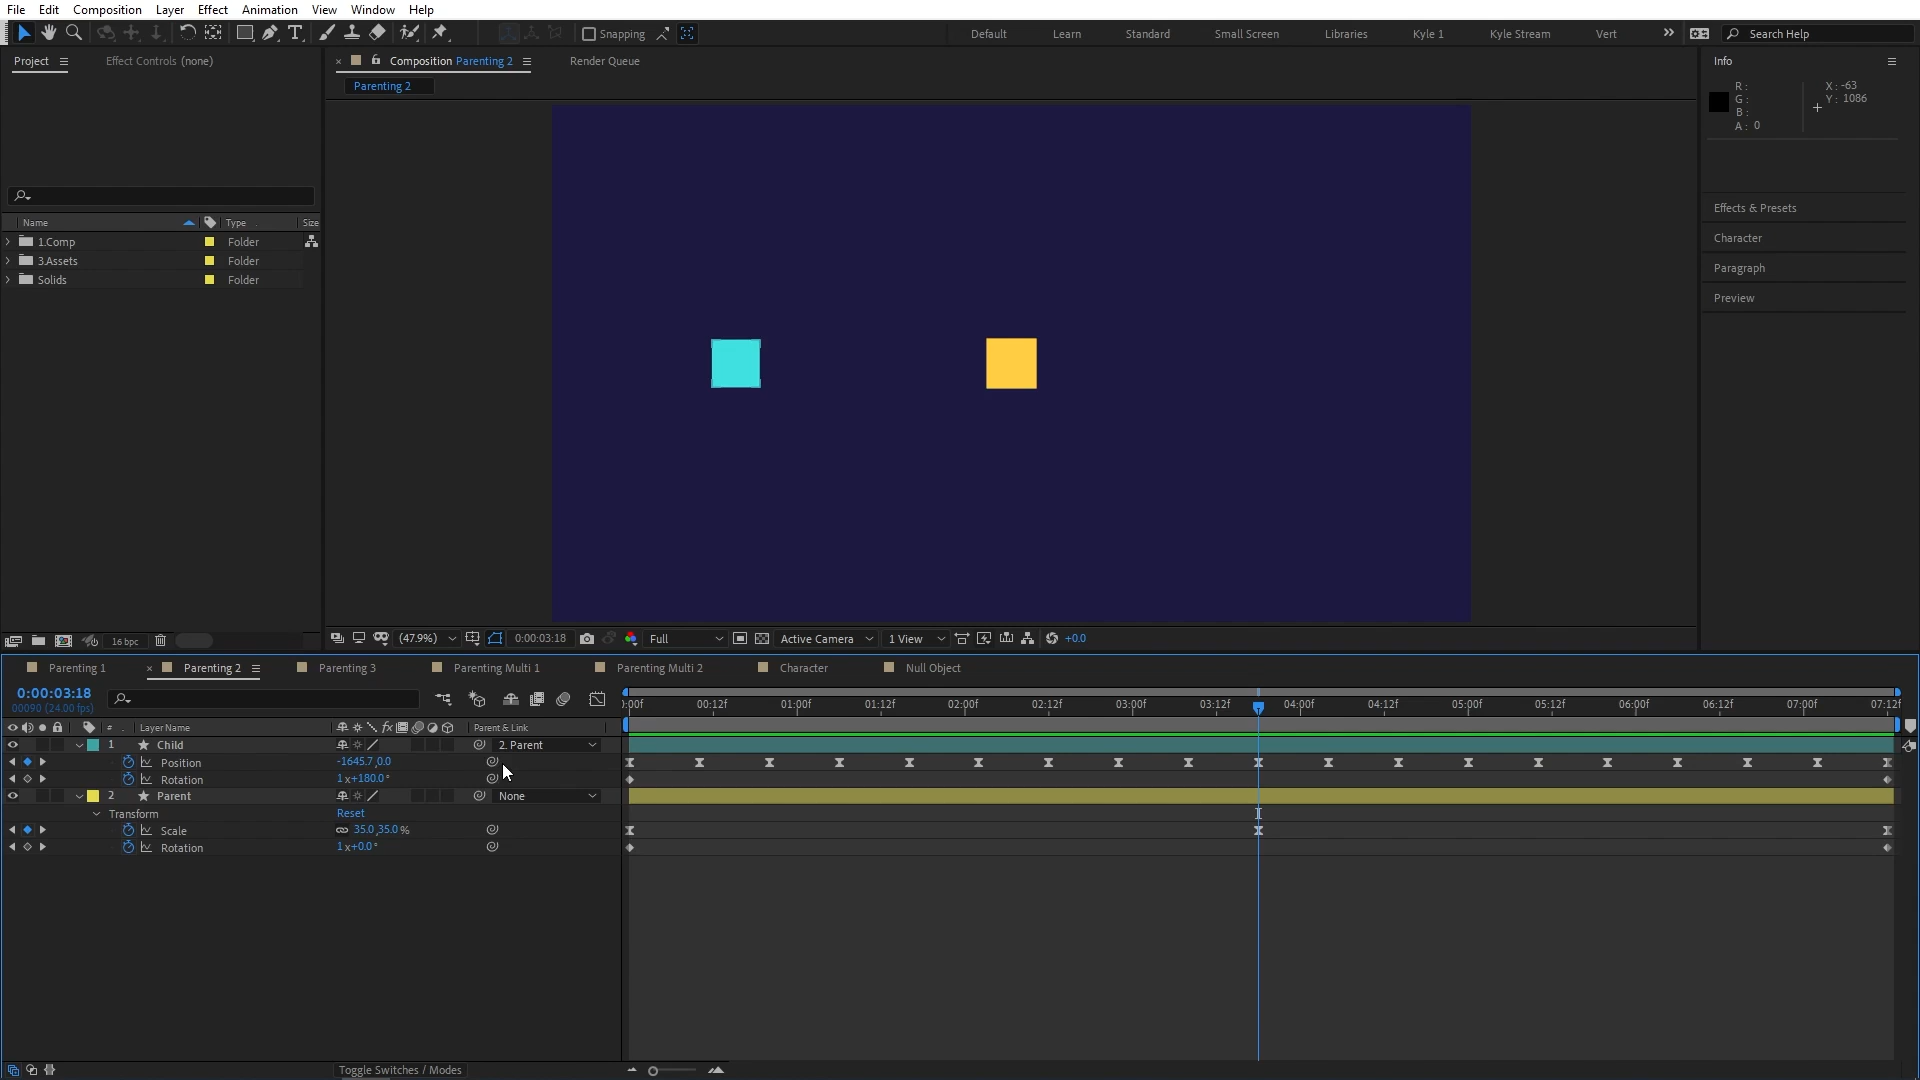 File Edit Composition Layer Effect Animation View Window Help
Snapping
Default Learn Standard Small Screen Libraries Kyle 1 Kyle Stream Vert
Search Help
Project
Effect Controls (none)
Composition Parenting 2
Render Queue
Info
Parenting 2
R :
G :
B :
A : 0
X : -63
Y : 1086
Effects & Presets
Character
Paragraph
Preview
Name Type Size
1.Comp Folder
3.Assets Folder
Solids Folder
16 bpc
(47.9%) 0:00:03:18 Full Active Camera 1 View +0.0
Parenting 1 Parenting 2 Parenting 3 Parenting Multi 1 Parenting Multi 2 Character Null Object
0:00:03:18
00090 (24.00 fps)
:00f 00:12f 01:00f 01:12f 02:00f 02:12f 03:00f 03:12f 04:00f 04:12f 05:00f 05:12f 06:00f 06:12f 07:00f 07:12f
# Layer Name fx Parent & Link
1 Child 2. Parent
Position -1645.7,0.0
Rotation 1x+180.0°
2 Parent None
Transform Reset
Scale 35.0,35.0%
Rotation 1x+0.0°
Toggle Switches / Modes